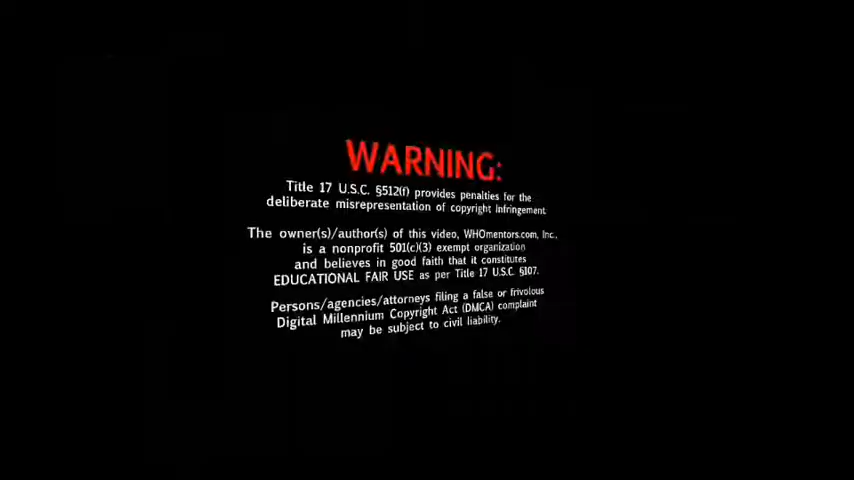 WARNING:
Title 17 U.S.C. §512(f) provides penalties for the
deliberate misrepresentation of copyright Infringement
The owner(s)/author(s) of this video, WHOmentors.com, Inc.,
is a nonprofit 501(c)(3) exempt organization
and believes in good faith that it constitutes
EDUCATIONAL FAIR USE as per Title 17 U.S.C. §107.
Persons/agencies/attorneys filing a false or frivolous
Digital Millennium Copyright Act (DMCA) complaint
may be subject to civil liability.